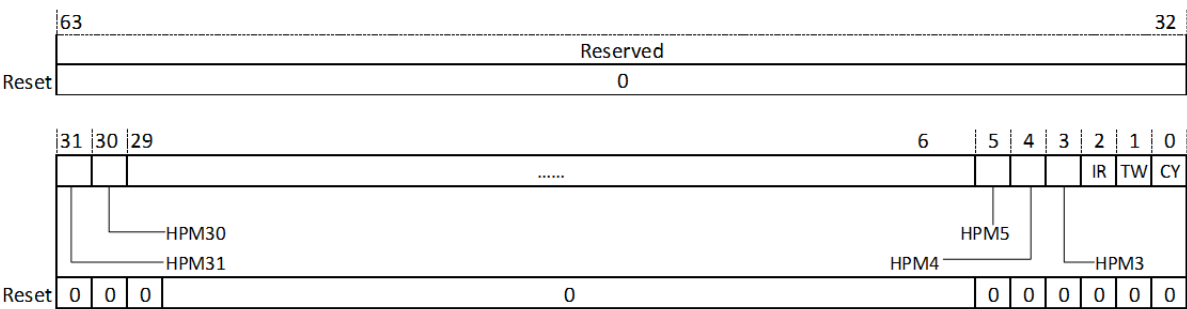 63 32
Reserved
Reset 0
31 30 29 6 5 4 3 2 1 0
...... IR TW CY
HPM30 HPM5
HPM31 HPM4 HPM3
Reset 0 0 0 0 0 0 0 0 0 0